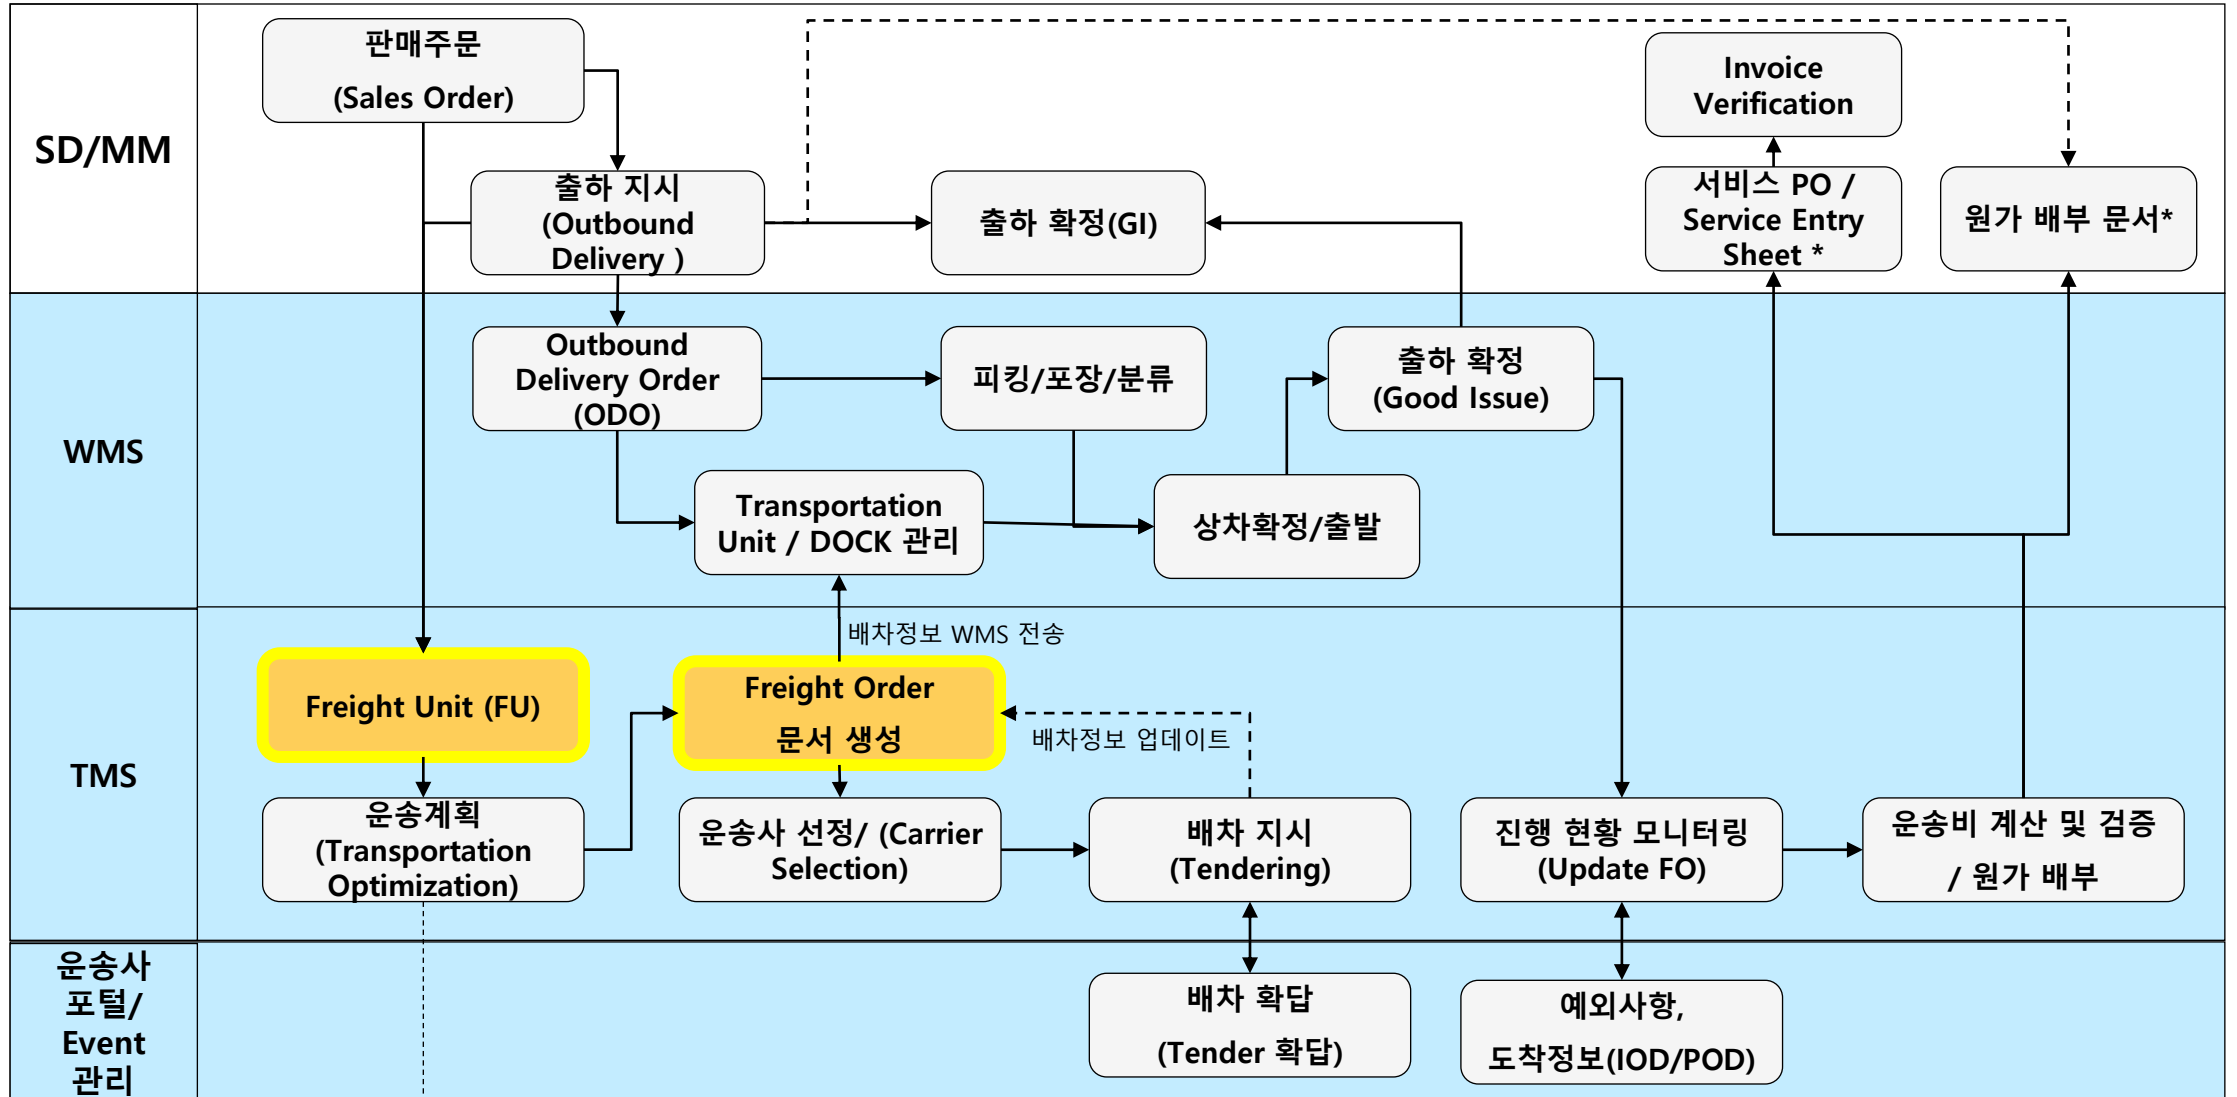 SD/MM
판매주문
(Sales Order)
출하 지시
(Outbound
Delivery )
출하 확정(GI)
Invoice
Verification
서비스 PO /
Service Entry
Sheet *
원가 배부 문서*
WMS
Outbound
Delivery Order
(ODO)
피킹/포장/분류
출하 확정
(Good Issue)
Transportation
Unit / DOCK 관리
상차확정/출발
배차정보 WMS 전송
TMS
Freight Unit (FU)
Freight Order
문서 생성
배차정보 업데이트
운송계획
(Transportation
Optimization)
운송사 선정/ (Carrier
Selection)
배차 지시
(Tendering)
진행 현황 모니터링
(Update FO)
운송비 계산 및 검증
/ 원가 배부
운송사
포털/
Event
관리
배차 확답
(Tender 확답)
예외사항,
도착정보(IOD/POD)